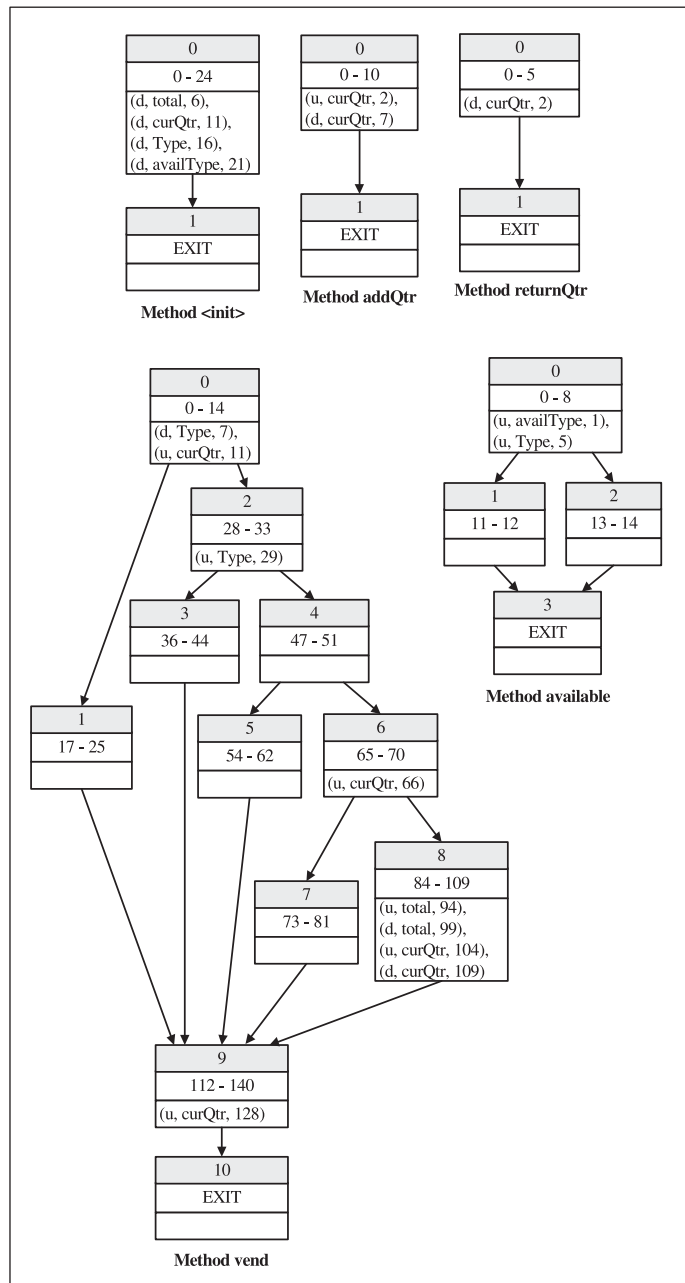 0
0 - 24
(d, total, 6),
(d, curQtr, 11),
(d, Type, 16),
(d, availType, 21)
1
EXIT
Method <init>
0
0 - 10
(u, curQtr, 2),
(d, curQtr, 7)
1
EXIT
Method addQtr
0
0 - 5
(d, curQtr, 2)
1
EXIT
Method returnQtr
0
0 - 14
(d, Type, 7),
(u, curQtr, 11)
2
28 - 33
(u, Type, 29)
3
36 - 44
4
47 - 51
1
17 - 25
5
54 - 62
6
65 - 70
(u, curQtr, 66)
7
73 - 81
8
84 - 109
(u, total, 94),
(d, total, 99),
(u, curQtr, 104),
(d, curQtr, 109)
9
112 - 140
(u, curQtr, 128)
10
EXIT
Method vend
0
0 - 8
(u, availType, 1),
(u, Type, 5)
1
11 - 12
2
13 - 14
3
EXIT
Method available